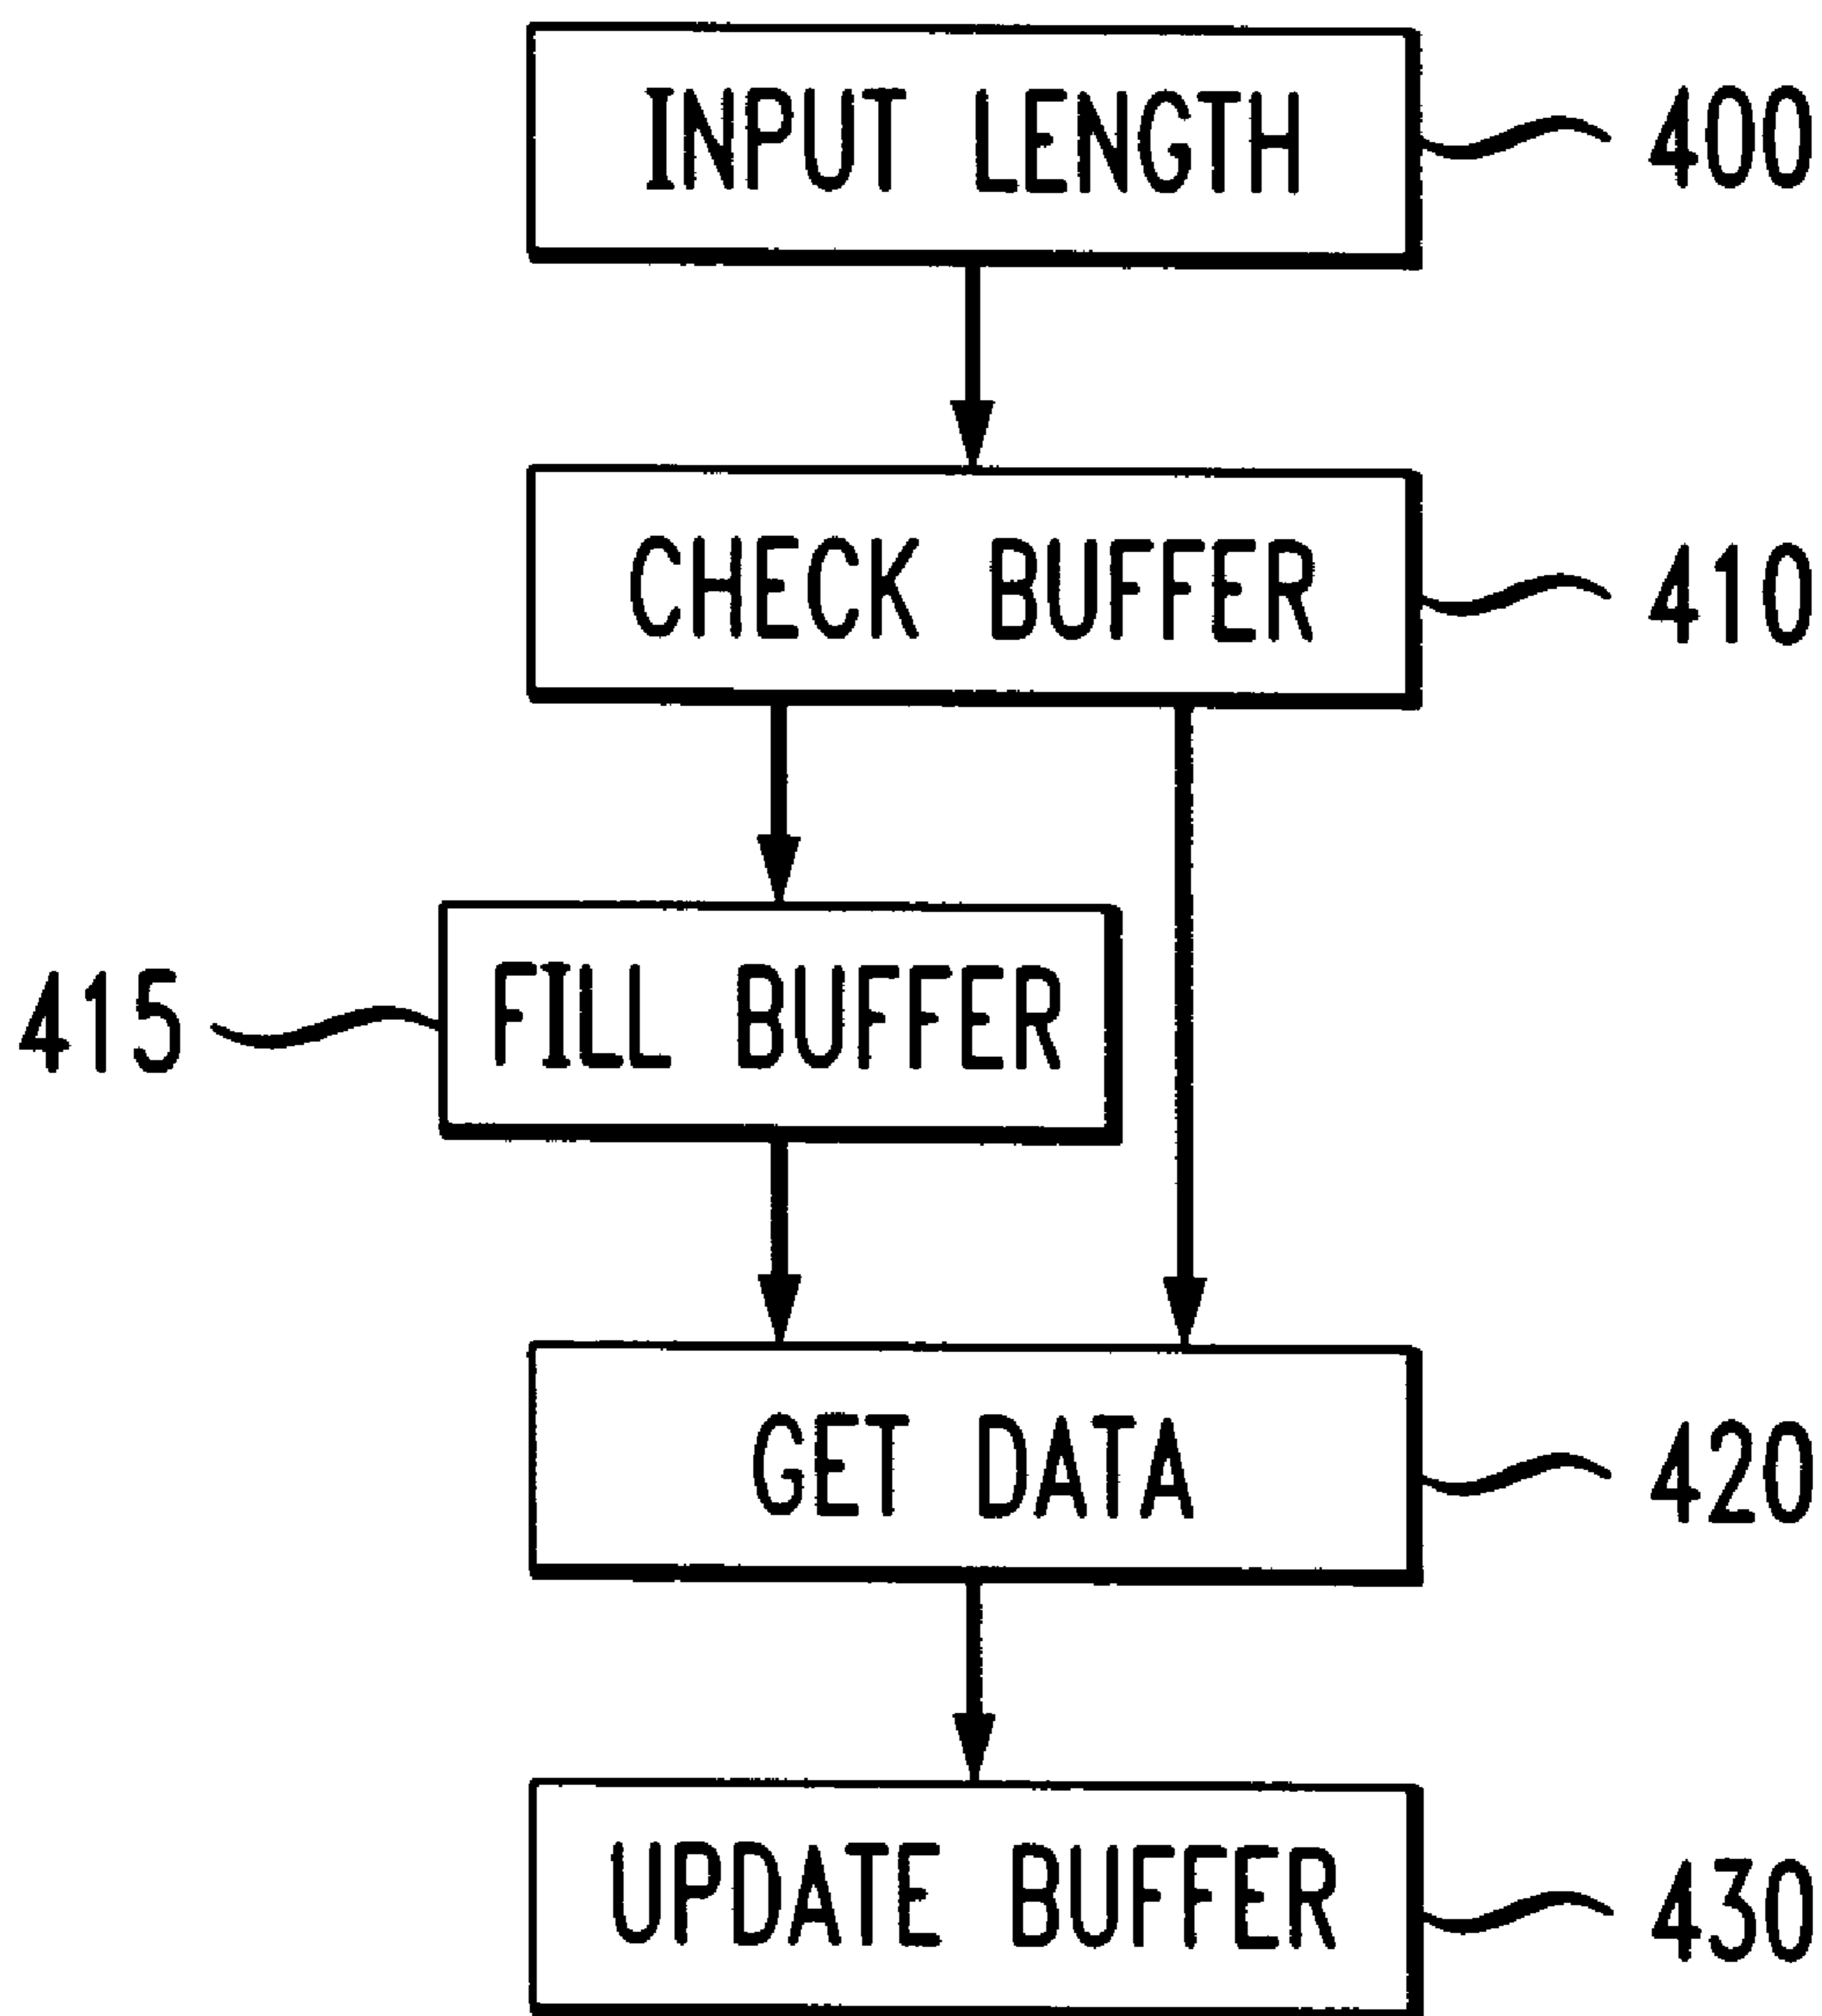 INPUT LENGTH
400
CHECK BUFFER
410
415
FILL BUFFER
GET DATA
420
UPDATE BUFFER
430